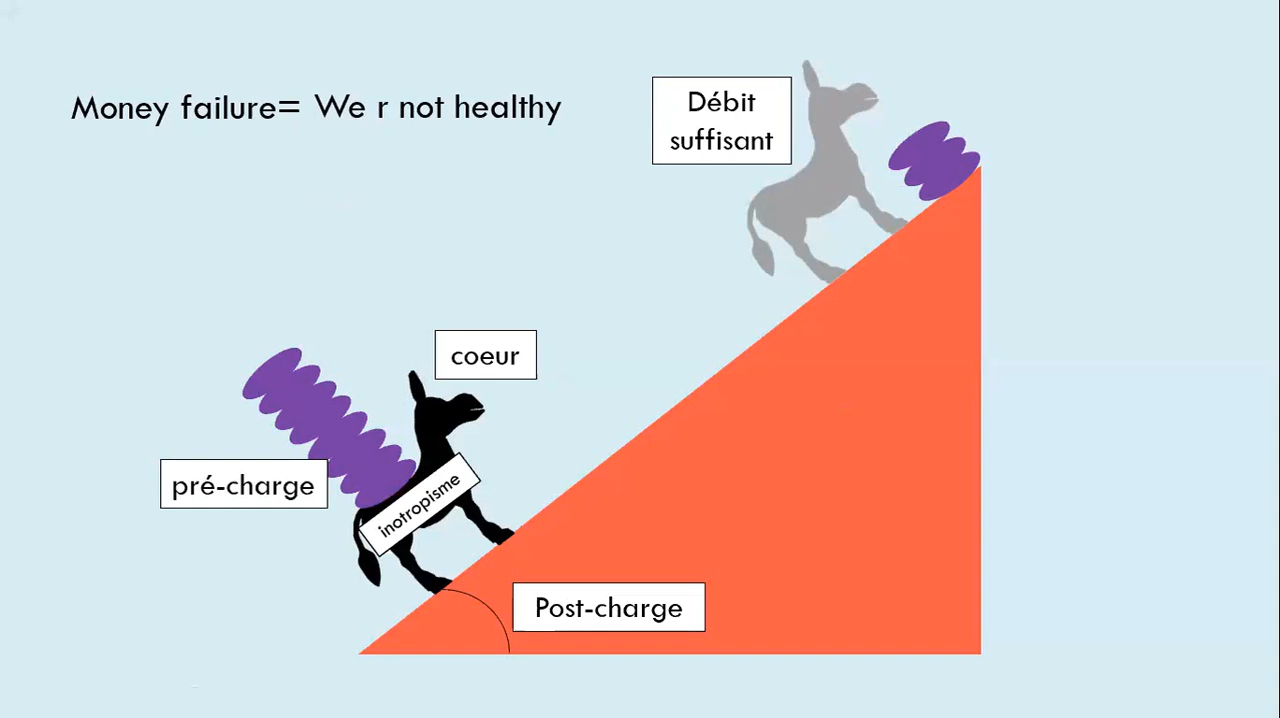 Money failure= We r not healthy
Débit
suffisant
coeur
pré-charge
inotropisme
Post-charge